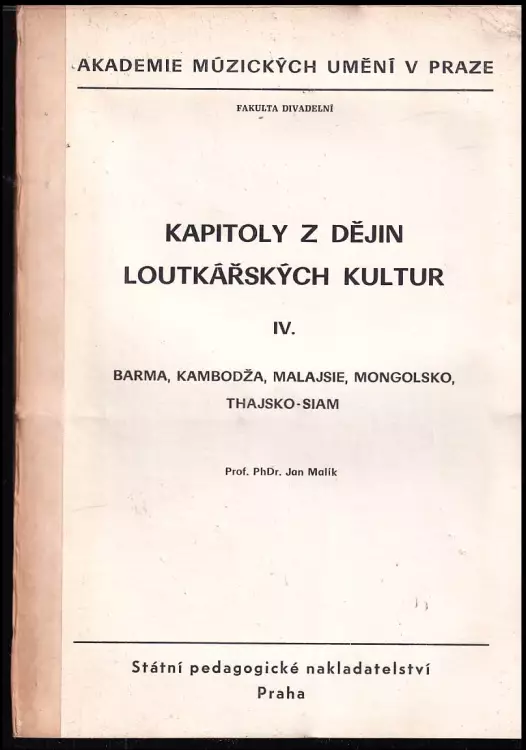 AKADEMIE MÚZICKÝCH UMĚNÍ V PRAZE
FAKULTA DIVADELNÍ
KAPITOLY Z DĚJIN
LOUTKÁŘSKÝCH KULTUR
IV.
BARMA, KAMBODŽA, MALAJSIE, MONGOLSKO,
THAJSKO-SIAM
Prof. PhDr. Jan Malík
Státní pedagogické nakladatelství
Praha